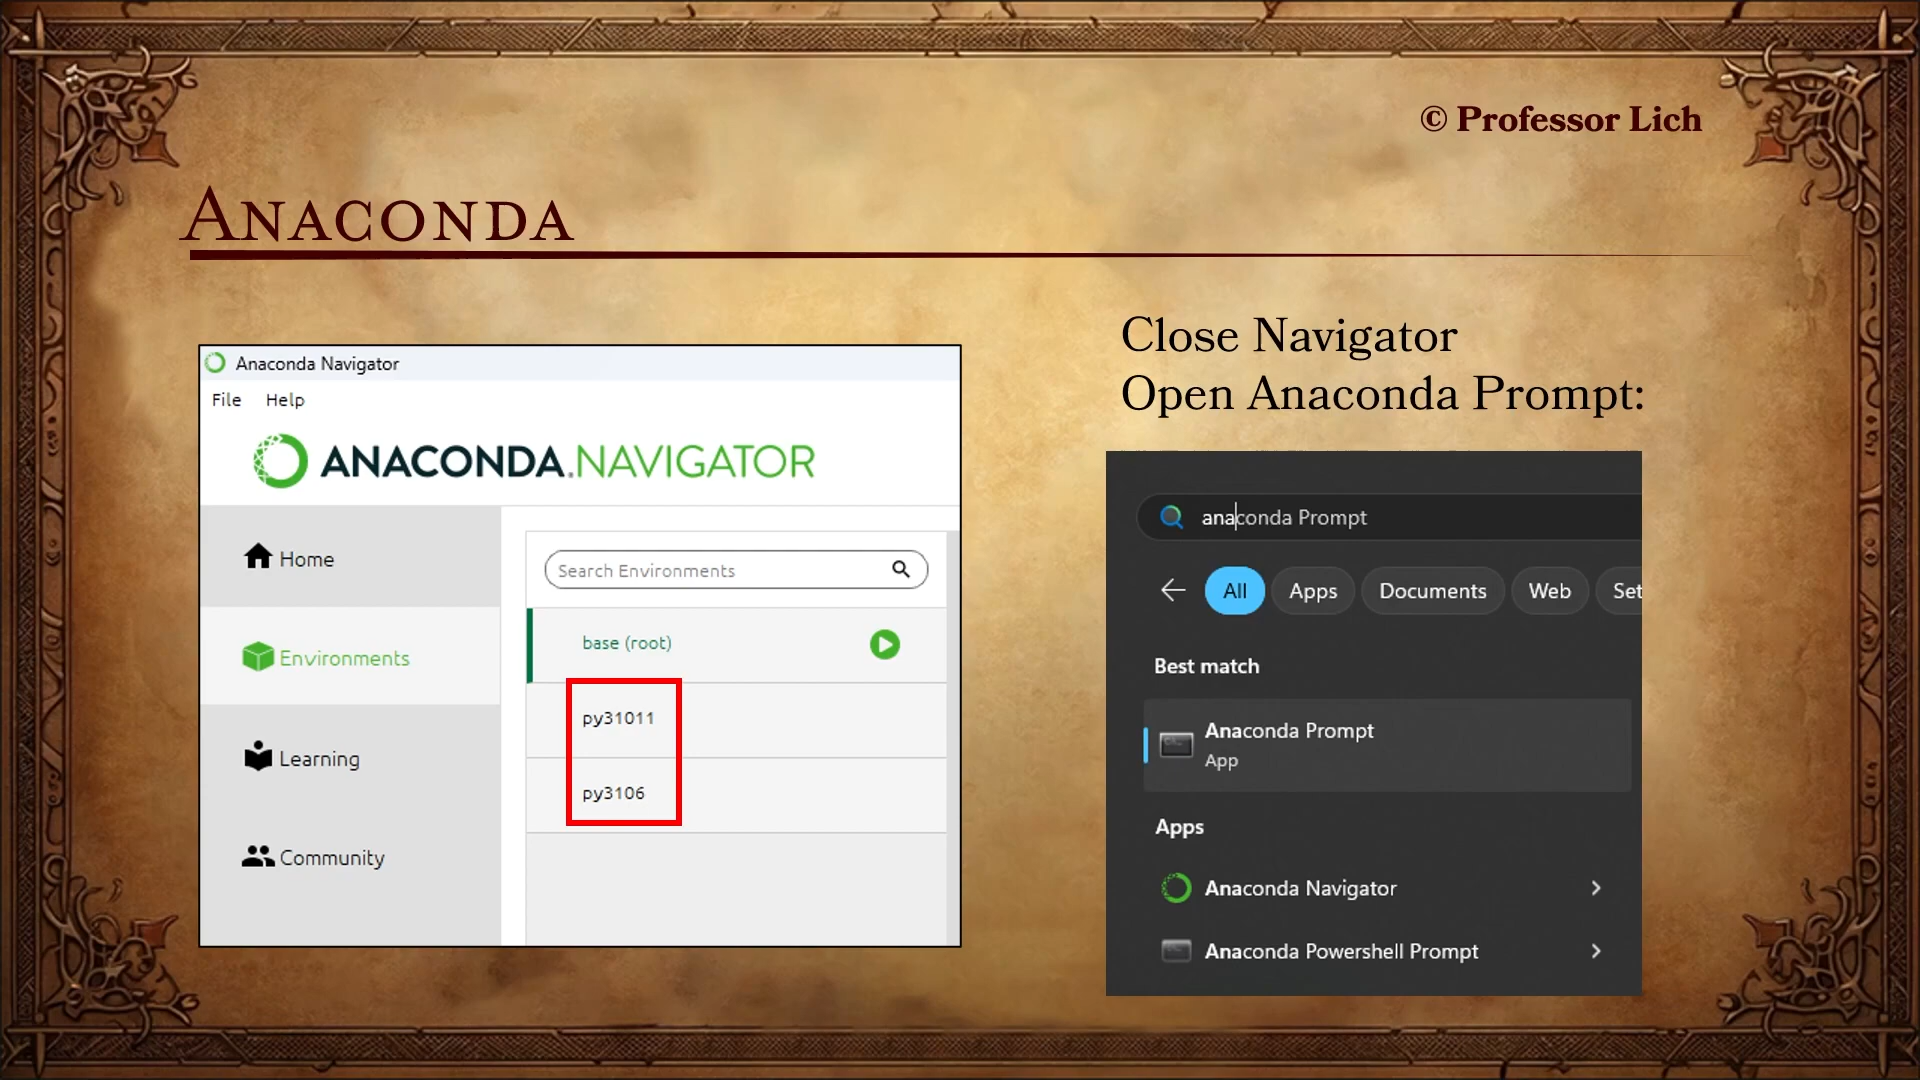 © Professor Lich
ANACONDA
Anaconda Navigator
File Help
ANACONDA.NAVIGATOR
Home
Environments
Learning
Community
Search Environments
base (root)
py31011
py3106
Close Navigator
Open Anaconda Prompt:
anaconda Prompt
All Apps Documents Web Set
Best match
Anaconda Prompt
App
Apps
Anaconda Navigator
Anaconda Powershell Prompt